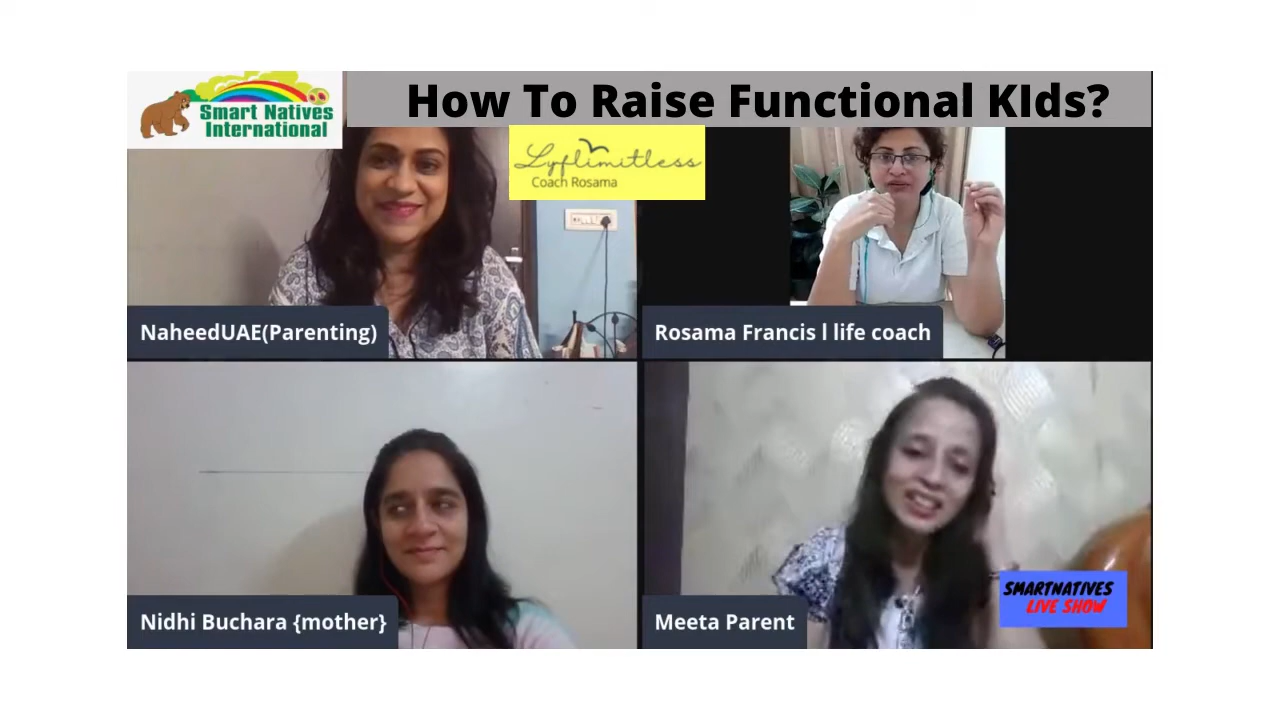 Smart Natives
International
How To Raise Functional KIds?
Lyflimitless
Coach Rosama
NaheedUAE(Parenting)
Rosama Francis l life coach
Nidhi Buchara {mother}
Meeta Parent
SMARTNATIVES
LIVE SHOW